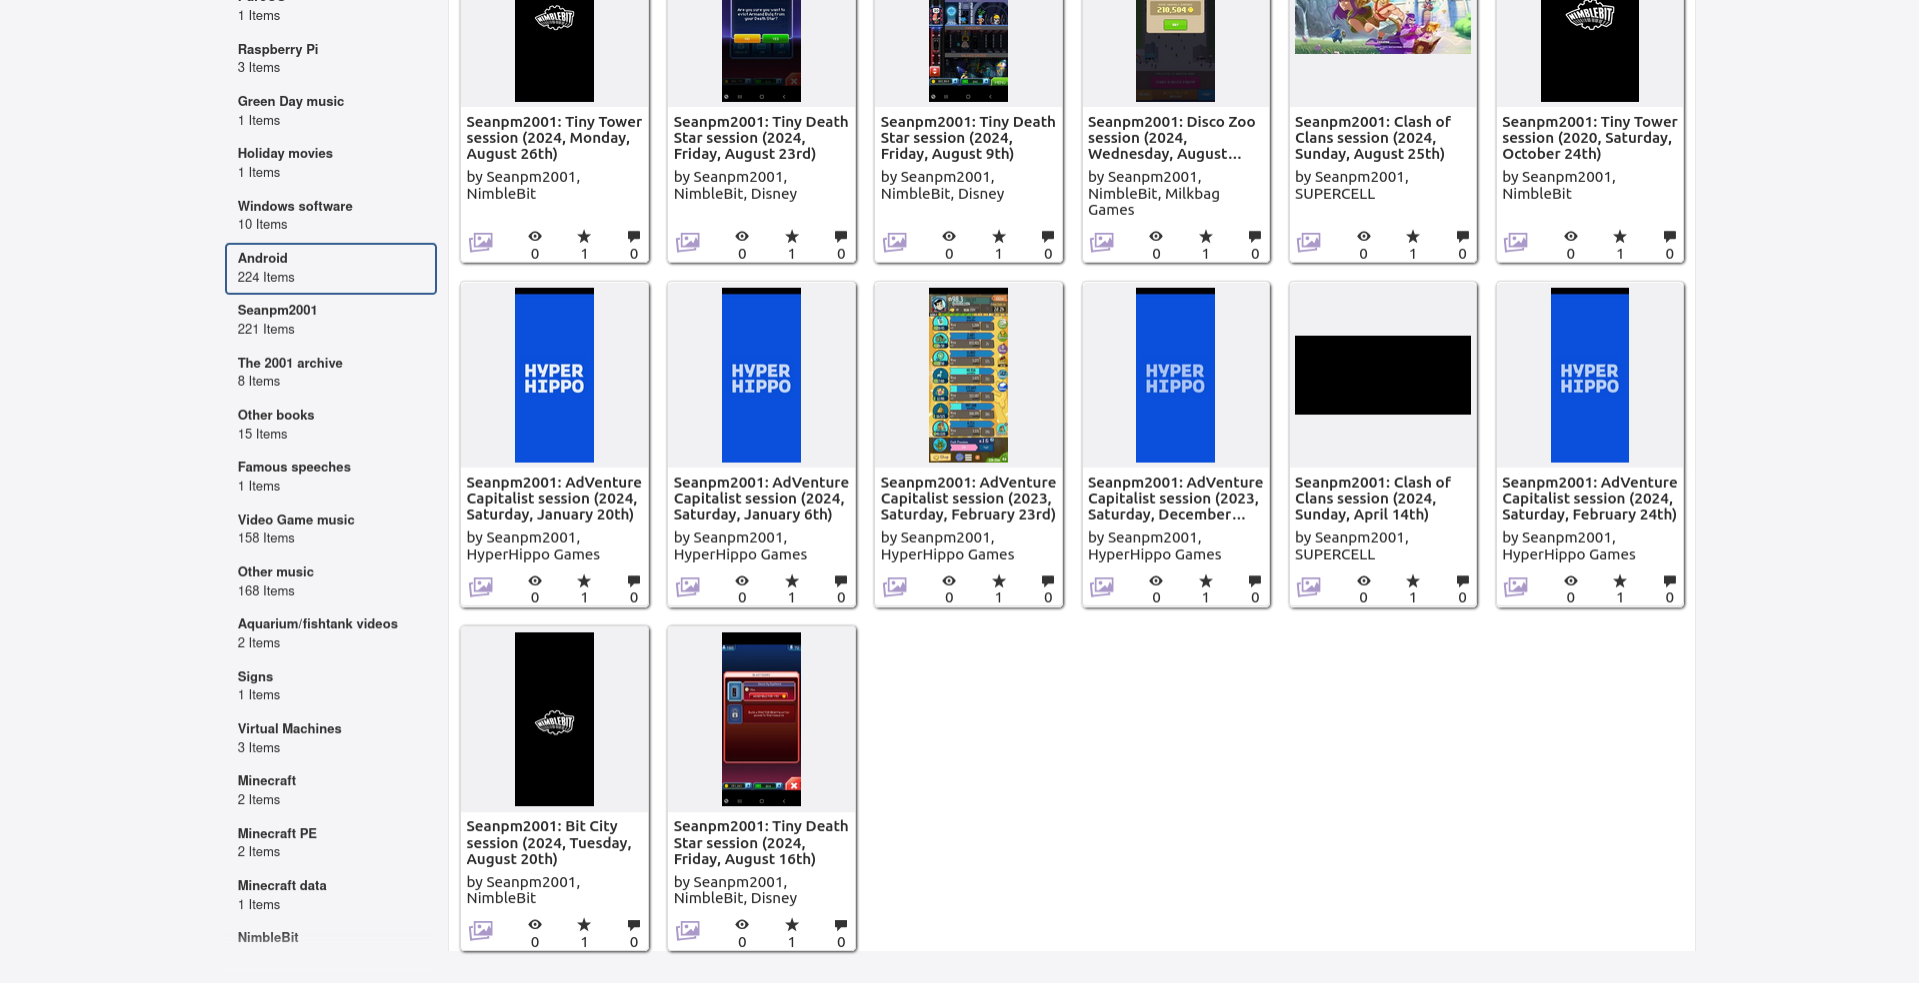 1 Items
Raspberry Pi
3 Items
Green Day music
1 Items
Holiday movies
1 Items
Windows software
10 Items
Android
224 Items
Seanpm2001
221 Items
The 2001 archive
8 Items
Other books
15 Items
Famous speeches
1 Items
Video Game music
158 Items
Other music
168 Items
Aquarium/fishtank videos
2 Items
Signs
1 Items
Virtual Machines
3 Items
Minecraft
2 Items
Minecraft PE
2 Items
Minecraft data
1 Items
NimbleBit
NIMBLEBIT
Seanpm2001: Tiny Tower
session (2024, Monday,
August 26th)
by Seanpm2001,
NimbleBit
0 1 0
Seanpm2001: Tiny Death
Star session (2024,
Friday, August 23rd)
by Seanpm2001,
NimbleBit, Disney
0 1 0
Seanpm2001: Tiny Death
Star session (2024,
Friday, August 9th)
by Seanpm2001,
NimbleBit, Disney
0 1 0
210,504
Seanpm2001: Disco Zoo
session (2024,
Wednesday, August...
by Seanpm2001,
NimbleBit, Milkbag
Games
0 1 0
Seanpm2001: Clash of
Clans session (2024,
Sunday, August 25th)
by Seanpm2001,
SUPERCELL
0 1 0
NIMBLEBIT
Seanpm2001: Tiny Tower
session (2020, Saturday,
October 24th)
by Seanpm2001,
NimbleBit
0 1 0
HYPER
HIPPO
Seanpm2001: AdVenture
Capitalist session (2024,
Saturday, January 20th)
by Seanpm2001,
HyperHippo Games
0 1 0
HYPER
HIPPO
Seanpm2001: AdVenture
Capitalist session (2024,
Saturday, January 6th)
by Seanpm2001,
HyperHippo Games
0 1 0
Seanpm2001: AdVenture
Capitalist session (2023,
Saturday, February 23rd)
by Seanpm2001,
HyperHippo Games
0 1 0
HYPER
HIPPO
Seanpm2001: AdVenture
Capitalist session (2023,
Saturday, December...
by Seanpm2001,
HyperHippo Games
0 1 0
Seanpm2001: Clash of
Clans session (2024,
Sunday, April 14th)
by Seanpm2001,
SUPERCELL
0 1 0
HYPER
HIPPO
Seanpm2001: AdVenture
Capitalist session (2024,
Saturday, February 24th)
by Seanpm2001,
HyperHippo Games
0 1 0
NIMBLEBIT
Seanpm2001: Bit City
session (2024, Tuesday,
August 20th)
by Seanpm2001,
NimbleBit
0 1 0
Seanpm2001: Tiny Death
Star session (2024,
Friday, August 16th)
by Seanpm2001,
NimbleBit, Disney
0 1 0